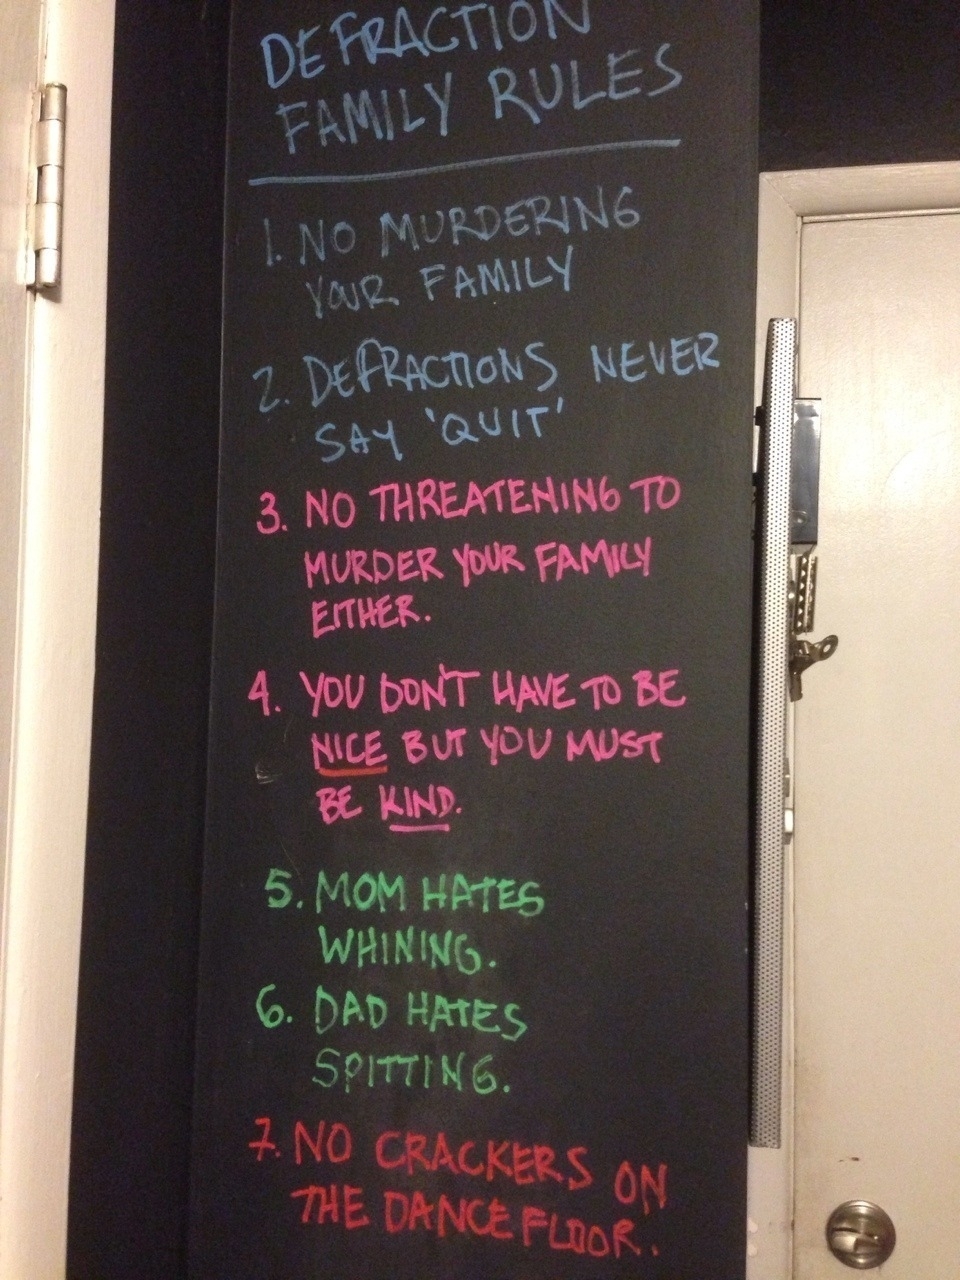 DEFRACTION
FAMILY RULES
1. NO MURDERING
YOUR FAMILY
2. DEFRACTIONS NEVER
SAY 'QUIT'
3. NO THREATENING TO
MURDER YOUR FAMILY
EITHER.
4. YOU DON'T HAVE TO BE
NICE BUT YOU MUST
BE KIND.
5. MOM HATES
WHINING.
6. DAD HATES
SPITTING.
7. NO CRACKERS ON
THE DANCE FLOOR.